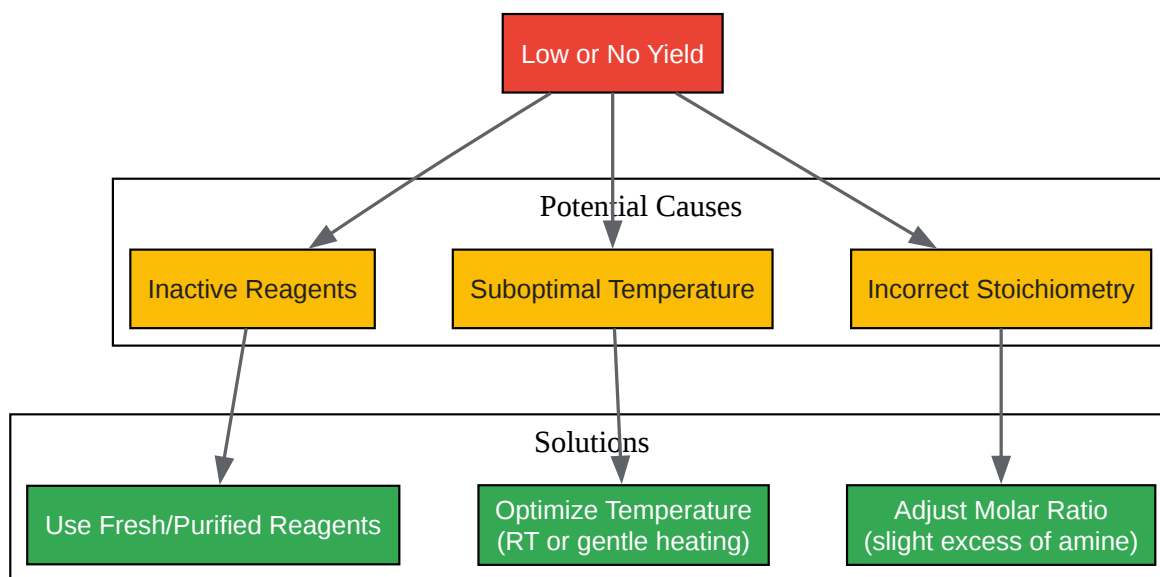 Low or No Yield
Potential Causes
Inactive Reagents
Suboptimal Temperature
Incorrect Stoichiometry
Solutions
Use Fresh/Purified Reagents
Optimize Temperature
(RT or gentle heating)
Adjust Molar Ratio
(slight excess of amine)